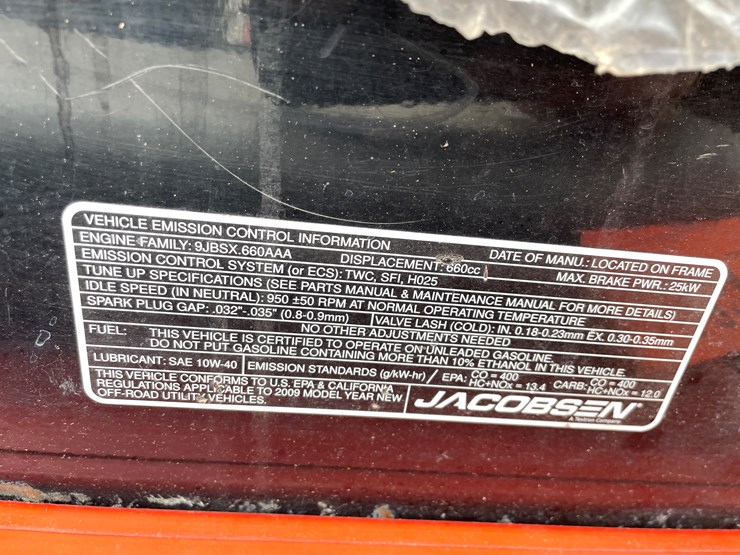 VEHICLE EMISSION CONTROL INFORMATION
ENGINE FAMILY: 9JBSX.660AAA DISPLACEMENT: 660cc DATE OF MANU.: LOCATED ON FRAME
EMISSION CONTROL SYSTEM (or ECS): TWC, SFI, H025 MAX. BRAKE PWR.: 25kW
TUNE UP SPECIFICATIONS (SEE PARTS MANUAL & MAINTENANCE MANUAL FOR MORE DETAILS)
IDLE SPEED (IN NEUTRAL): 950 ±50 RPM AT NORMAL OPERATING TEMPERATURE
SPARK PLUG GAP: .032"-.035" (0.8-0.9mm) VALVE LASH (COLD): IN. 0.18-0.23mm EX. 0.30-0.35mm
NO OTHER ADJUSTMENTS NEEDED
FUEL: THIS VEHICLE IS CERTIFIED TO OPERATE ON UNLEADED GASOLINE.
DO NOT PUT GASOLINE CONTAINING MORE THAN 10% ETHANOL IN THIS VEHICLE.
LUBRICANT: SAE 10W-40 EMISSION STANDARDS (g/kW-hr) / EPA: CO = 400 HC+NOx = 13.4 CARB: CO = 400 HC+NOx = 12.0
THIS VEHICLE CONFORMS TO U.S. EPA & CALIFORNIA
REGULATIONS APPLICABLE TO 2009 MODEL YEAR NEW
OFF-ROAD UTILITY VEHICLES.
JACOBSEN
A Textron Company